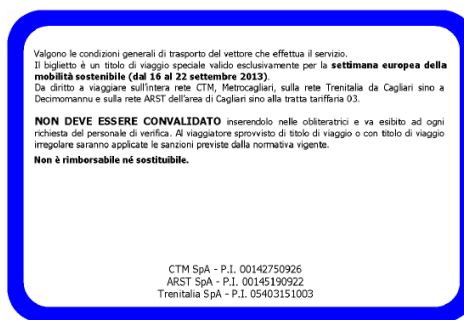 Valgono le condizioni generali di trasporto del vettore che effettua il servizio.
Il biglietto è un titolo di viaggio speciale valido esclusivamente per la settimana europea della
mobilità sostenibile (dal 16 al 22 settembre 2013).
Da diritto a viaggiare sull'intera rete CTM, Metrocagliari, sulla rete Trenitalia da Cagliari sino a
Decimomannu e sulla rete ARST dell'area di Cagliari sino alla tratta tariffaria 03.
NON DEVE ESSERE CONVALIDATO inserendolo nelle obliteratrici e va esibito ad ogni
richiesta del personale di verifica. Al viaggiatore sprovvisto di titolo di viaggio o con titolo di viaggio
irregolare saranno applicate le sanzioni previste dalla normativa vigente.
Non è rimborsabile né sostituibile.
CTM SpA - P.I. 00142750926
ARST SpA - P.I. 00145190922
Trenitalia SpA - P.I. 05403151003